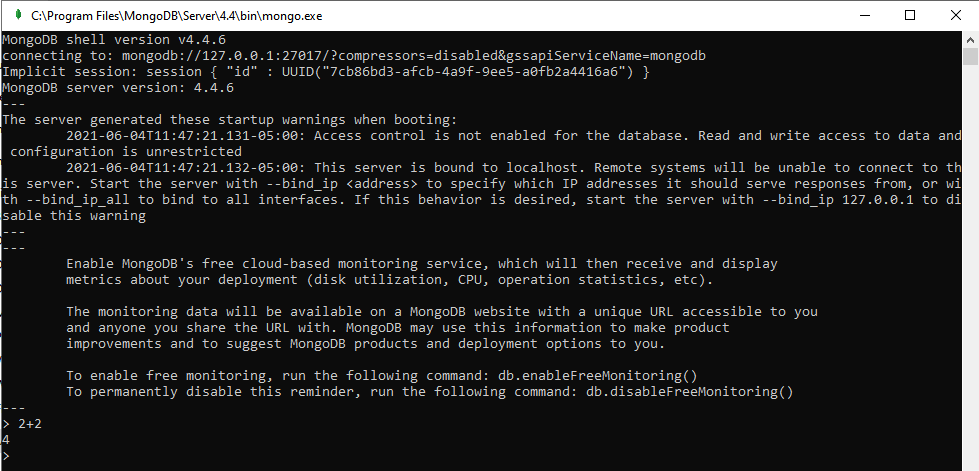 C:\Program Files\MongoDB\Server\4.4\bin\mongo.exe
MongoDB shell version v4.4.6
connecting to: mongodb://127.0.0.1:27017/?compressors=disabled&gssapiServiceName=mongodb
Implicit session: session { "id" : UUID("7cb86bd3-afcb-4a9f-9ee5-a0fb2a4416a6") }
MongoDB server version: 4.4.6
---
The server generated these startup warnings when booting:
        2021-06-04T11:47:21.131-05:00: Access control is not enabled for the database. Read and write access to data and
 configuration is unrestricted
        2021-06-04T11:47:21.132-05:00: This server is bound to localhost. Remote systems will be unable to connect to th
is server. Start the server with --bind_ip <address> to specify which IP addresses it should serve responses from, or wi
th --bind_ip_all to bind to all interfaces. If this behavior is desired, start the server with --bind_ip 127.0.0.1 to di
sable this warning
---
---
        Enable MongoDB's free cloud-based monitoring service, which will then receive and display
        metrics about your deployment (disk utilization, CPU, operation statistics, etc).

        The monitoring data will be available on a MongoDB website with a unique URL accessible to you
        and anyone you share the URL with. MongoDB may use this information to make product
        improvements and to suggest MongoDB products and deployment options to you.

        To enable free monitoring, run the following command: db.enableFreeMonitoring()
        To permanently disable this reminder, run the following command: db.disableFreeMonitoring()
---
> 2+2
4
>